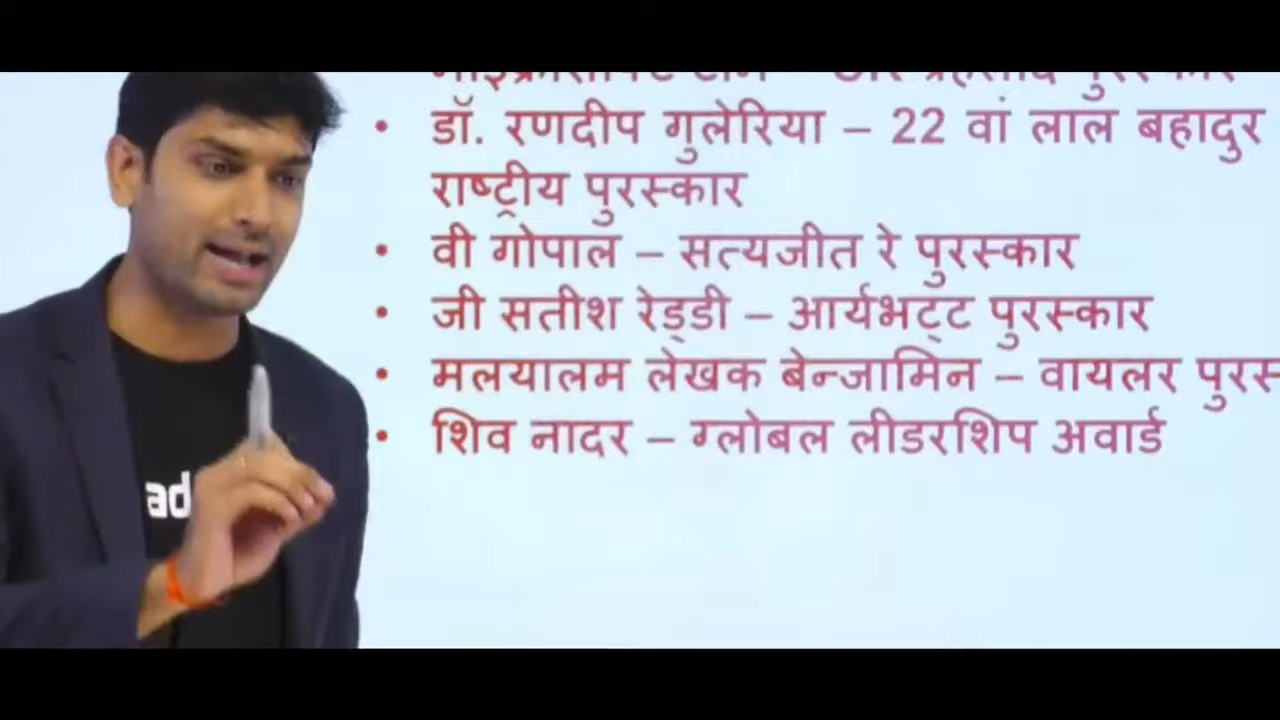 डॉ. रणदीप गुलेरिया – 22 वां लाल बहादुर
राष्ट्रीय पुरस्कार
वी गोपाल – सत्यजीत रे पुरस्कार
जी सतीश रेड्डी – आर्यभट्ट पुरस्कार
मलयालम लेखक बेन्जामिन – वायलर
शिव नादर – ग्लोबल लीडरशिप अवार्ड
ad